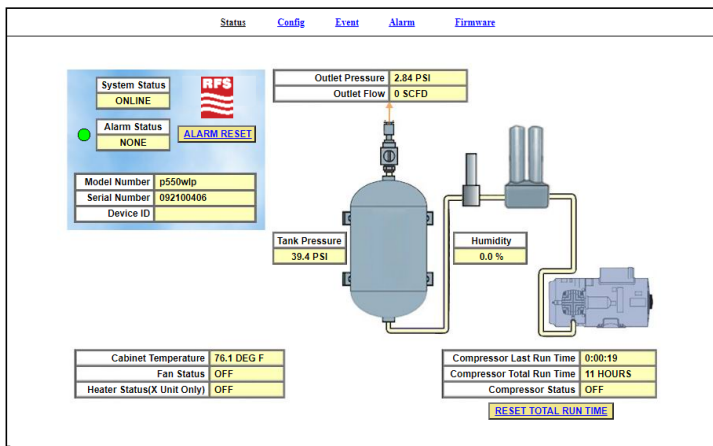 Status Config Event Alarm Firmware
System Status
ONLINE
RFS
Alarm Status
NONE
ALARM RESET
Model Number p550wlp
Serial Number 092100406
Device ID
Outlet Pressure 2.84 PSI
Outlet Flow 0 SCFD
Tank Pressure
39.4 PSI
Humidity
0.0 %
Cabinet Temperature 76.1 DEG F
Fan Status OFF
Heater Status(X Unit Only) OFF
Compressor Last Run Time 0:00:19
Compressor Total Run Time 11 HOURS
Compressor Status OFF
RESET TOTAL RUN TIME